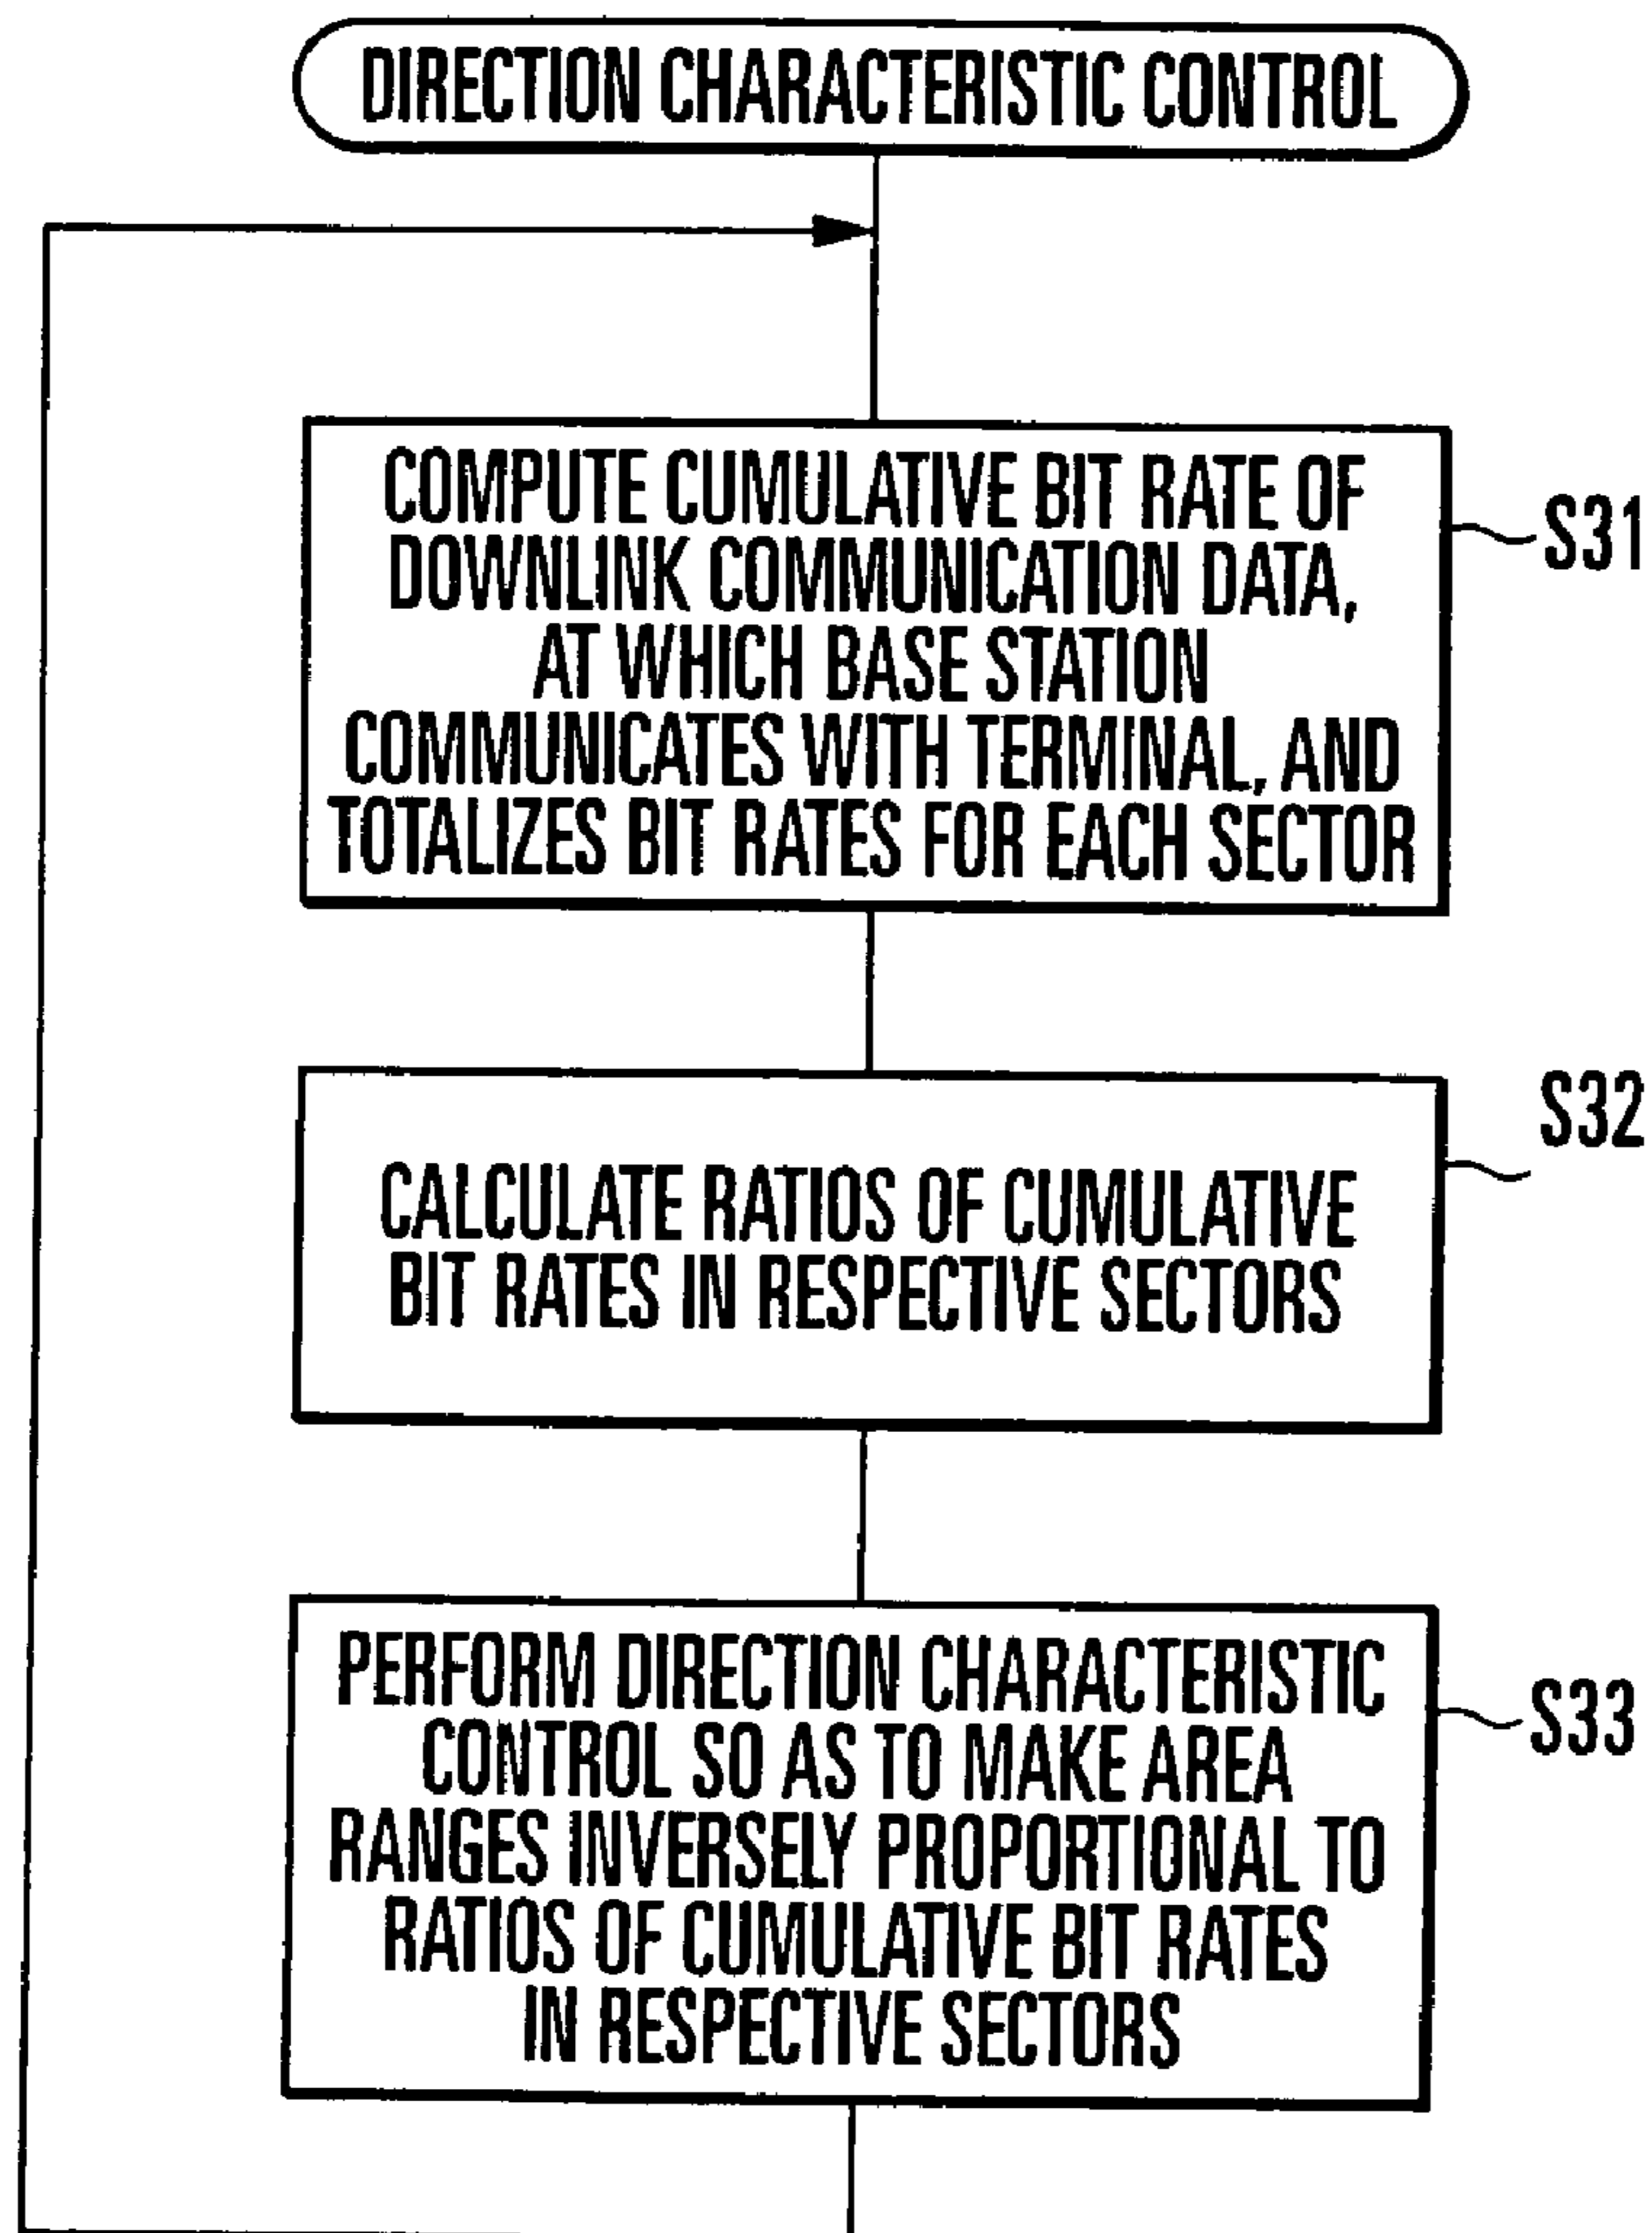 DIRECTION CHARACTERISTIC CONTROL
COMPUTE CUMULATIVE BIT RATE OF
DOWNLINK COMMUNICATION DATA,
AT WHICH BASE STATION
COMMUNICATES WITH TERMINAL, AND
TOTALIZES BIT RATES FOR EACH SECTOR
S31
CALCULATE RATIOS OF CUMULATIVE
BIT RATES IN RESPECTIVE SECTORS
S32
PERFORM DIRECTION CHARACTERISTIC
CONTROL SO AS TO MAKE AREA
RANGES INVERSELY PROPORTIONAL TO
RATIOS OF CUMULATIVE BIT RATES
IN RESPECTIVE SECTORS
S33